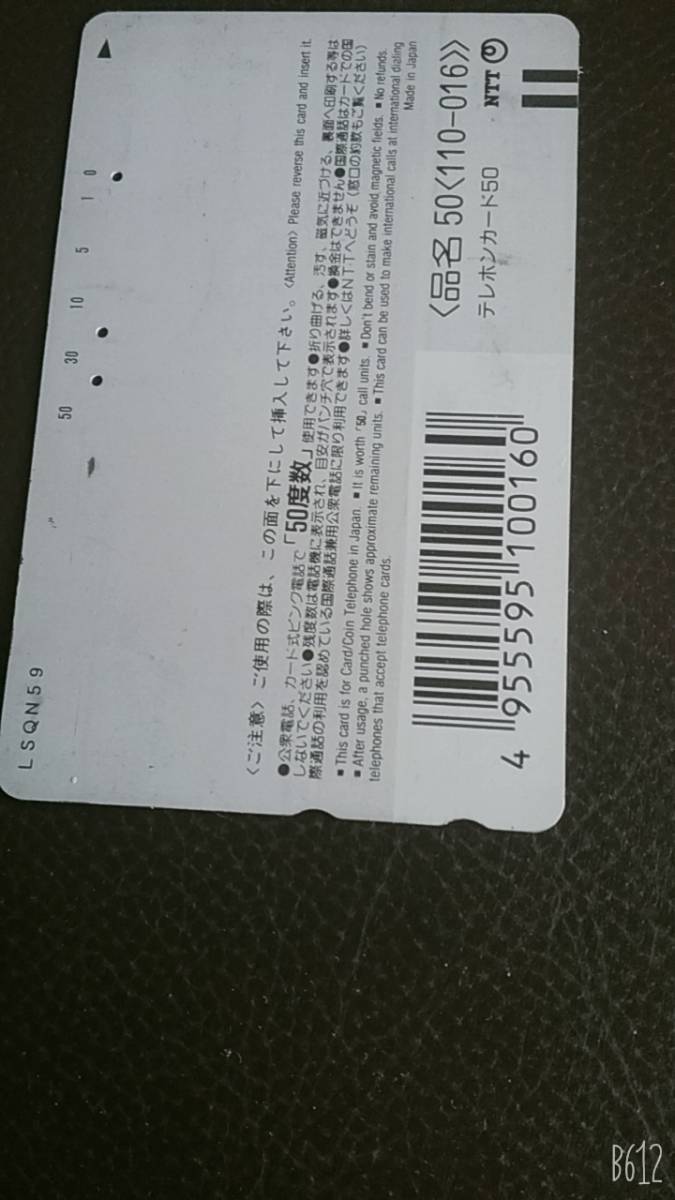 LSQN59
50 30 10 5 1 0
〈ご注意〉ご使用の際は、この面を下にして挿入して下さい。〈Attention〉Please reverse this card and insert it.
●公衆電話、カード式ピンク電話で「50度数」使用できます●折り曲げる、汚す、磁気に近づける、裏面へ印刷する等は
しないでください●残度数は電話機に表示され、目安がパンチ穴で表示されます●換金はできません●国際通話はカードでの国
際通話の利用を認めている国際通話兼用公衆電話に限り利用できます●詳しくはNTTへどうぞ(窓口の約款もご覧ください)
■This card is for Card/Coin Telephone in Japan. ■It is worth「50」call units. ■Don't bend or stain and avoid magnetic fields. ■No refunds.
■After usage, a punched hole shows approximate remaining units. ■This card can be used to make international calls at international dialing
telephones that accept telephone cards. Made in Japan
〈品名 50〈110-016〉〉
テレホンカード50
NTT
4 955595 100160
B612